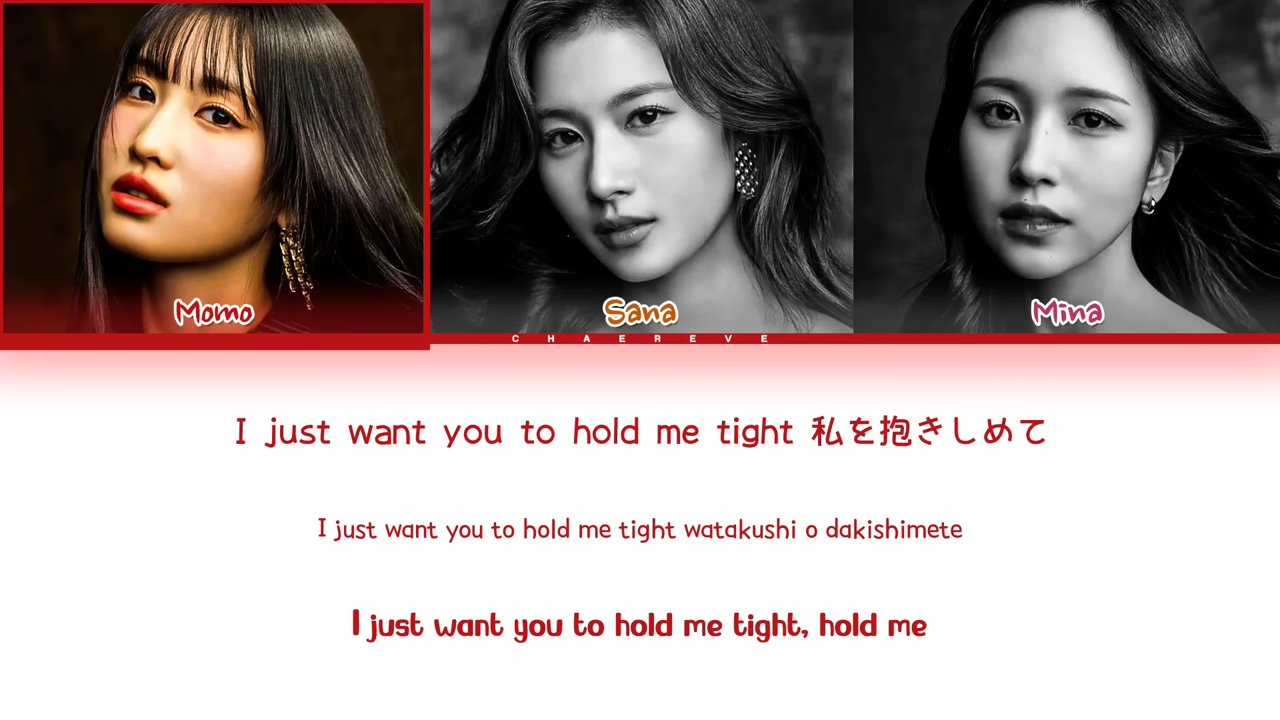 Momo
Sana
Mina
CHAEREVE
I just want you to hold me tight 私を抱きしめて
I just want you to hold me tight watakushi o dakishimete
I just want you to hold me tight, hold me